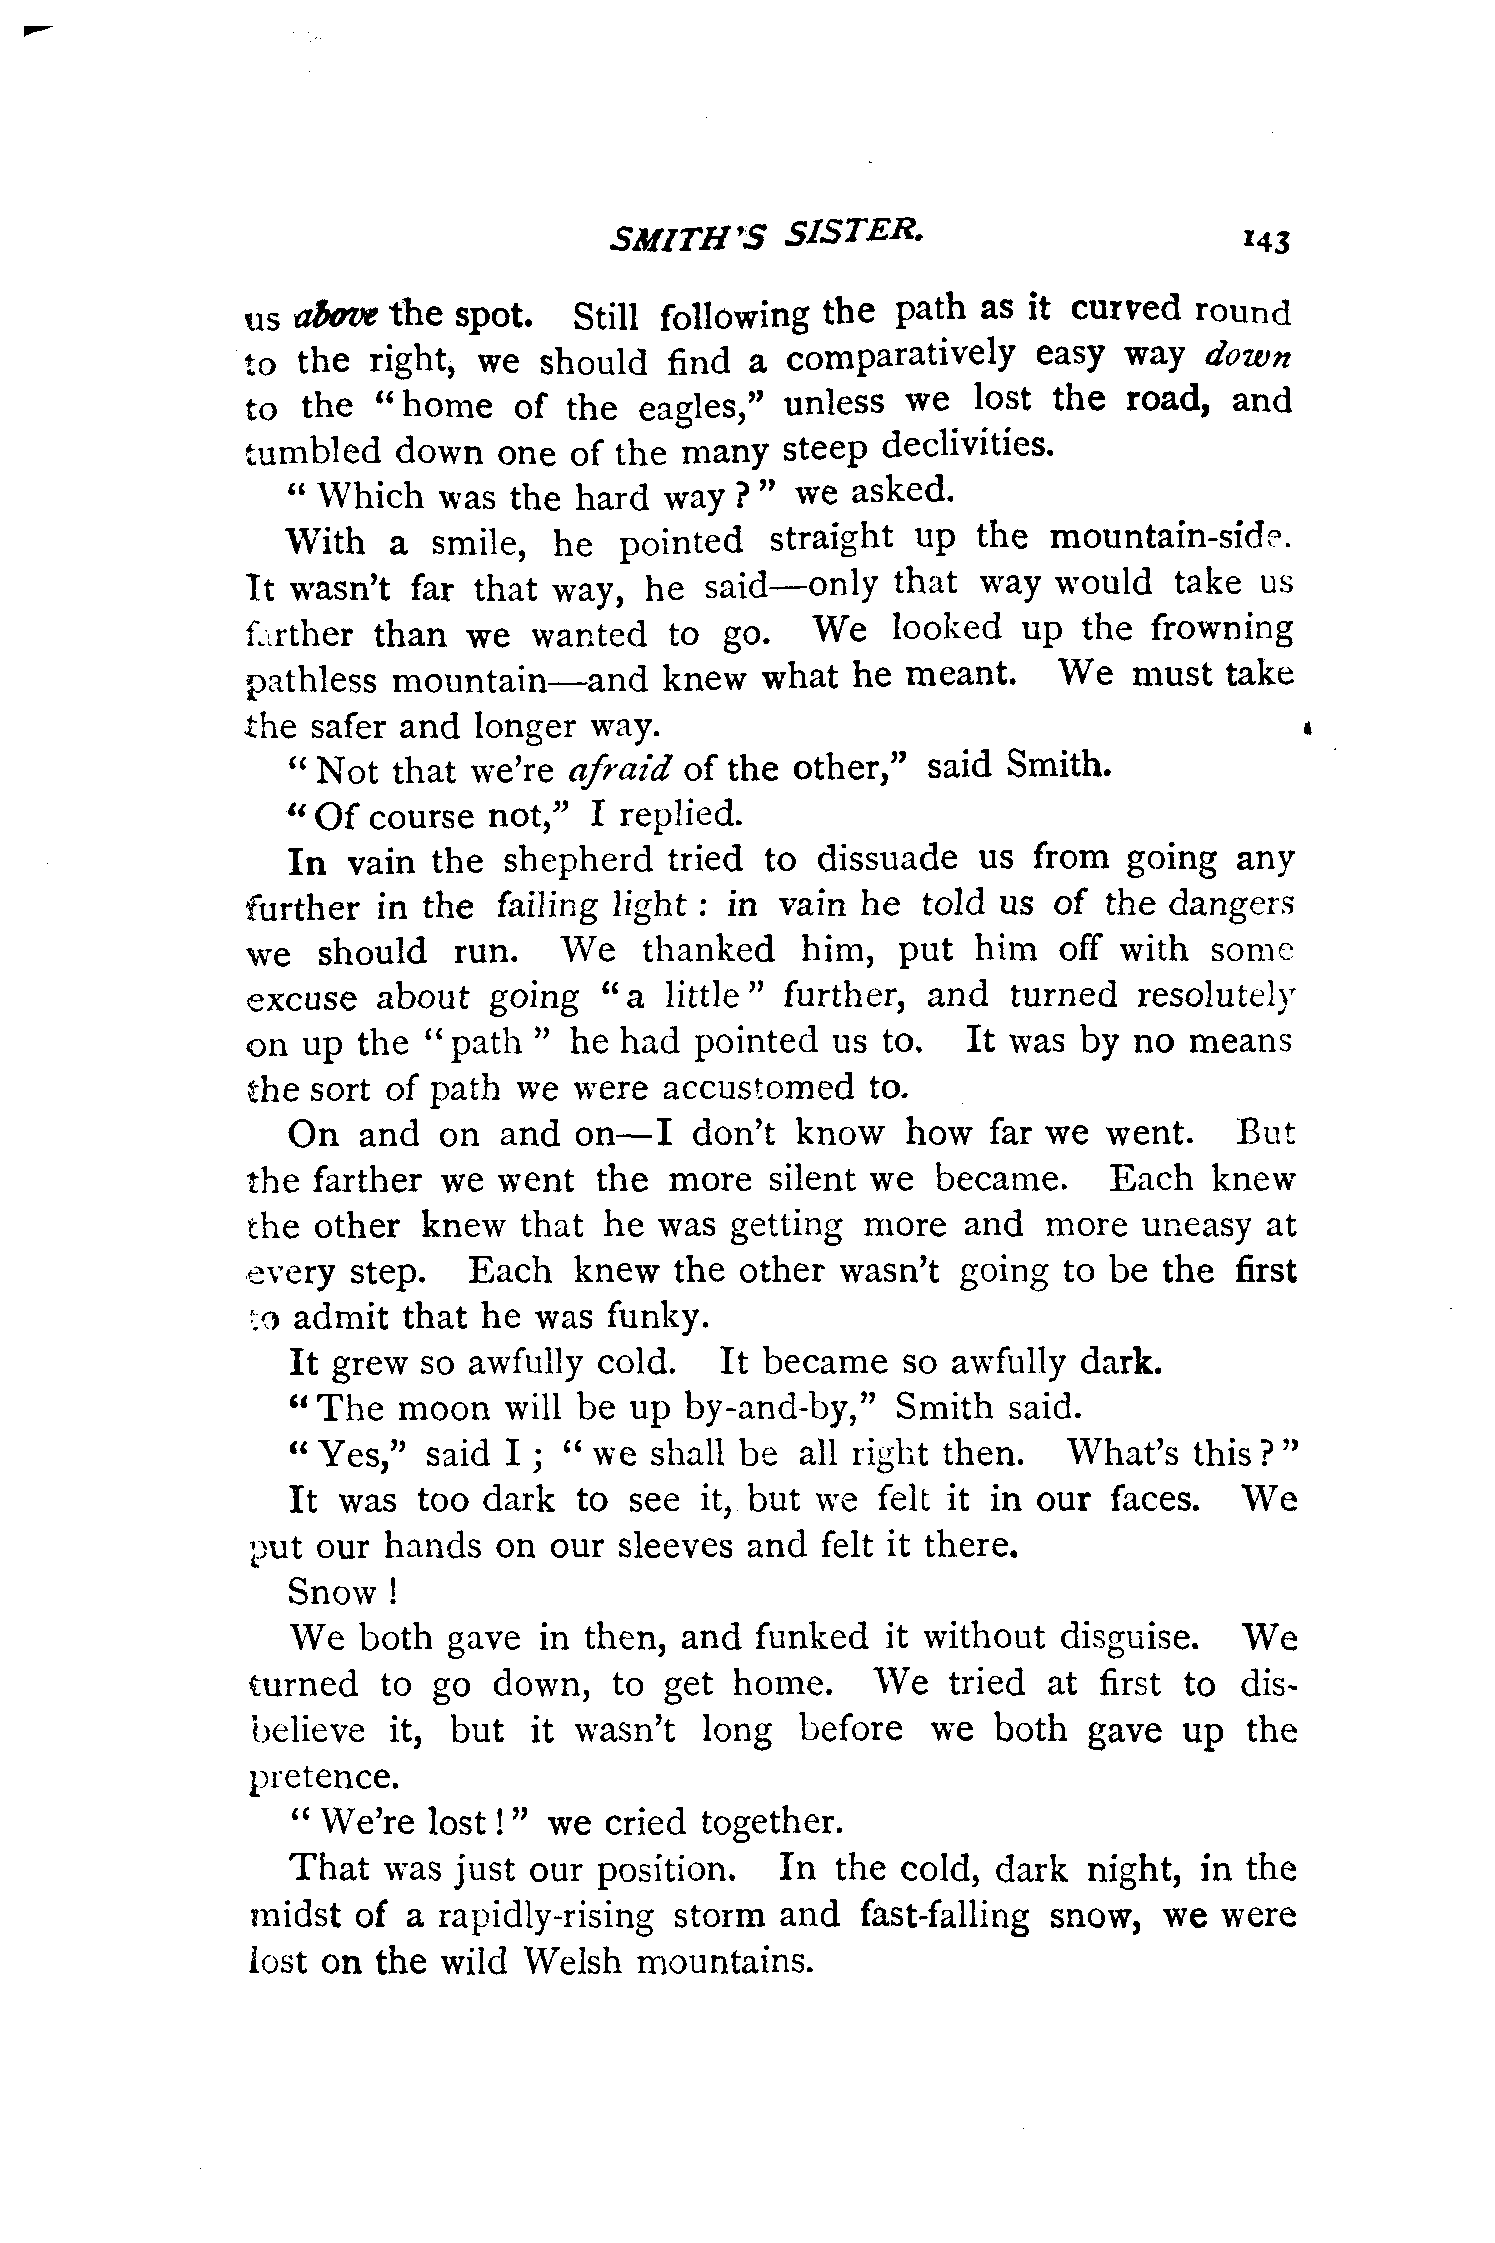 SMITH'S SISTER. 143
us above the spot. Still following the path as it curved round
to the right, we should find a comparatively easy way down
to the "home of the eagles," unless we lost the road, and
tumbled down one of the many steep declivities.
"Which was the hard way?" we asked.
With a smile, he pointed straight up the mountain-side.
It wasn't far that way, he said—only that way would take us
farther than we wanted to go. We looked up the frowning
pathless mountain—and knew what he meant. We must take
the safer and longer way.
"Not that we're afraid of the other," said Smith.
"Of course not," I replied.
In vain the shepherd tried to dissuade us from going any
further in the failing light : in vain he told us of the dangers
we should run. We thanked him, put him off with some
excuse about going "a little" further, and turned resolutely
on up the "path" he had pointed us to. It was by no means
the sort of path we were accustomed to.
On and on and on—I don't know how far we went. But
the farther we went the more silent we became. Each knew
the other knew that he was getting more and more uneasy at
every step. Each knew the other wasn't going to be the first
to admit that he was funky.
It grew so awfully cold. It became so awfully dark.
"The moon will be up by-and-by," Smith said.
"Yes," said I ; "we shall be all right then. What's this?"
It was too dark to see it, but we felt it in our faces. We
put our hands on our sleeves and felt it there.
Snow !
We both gave in then, and funked it without disguise. We
turned to go down, to get home. We tried at first to dis-
believe it, but it wasn't long before we both gave up the
pretence.
"We're lost!" we cried together.
That was just our position. In the cold, dark night, in the
midst of a rapidly-rising storm and fast-falling snow, we were
lost on the wild Welsh mountains.